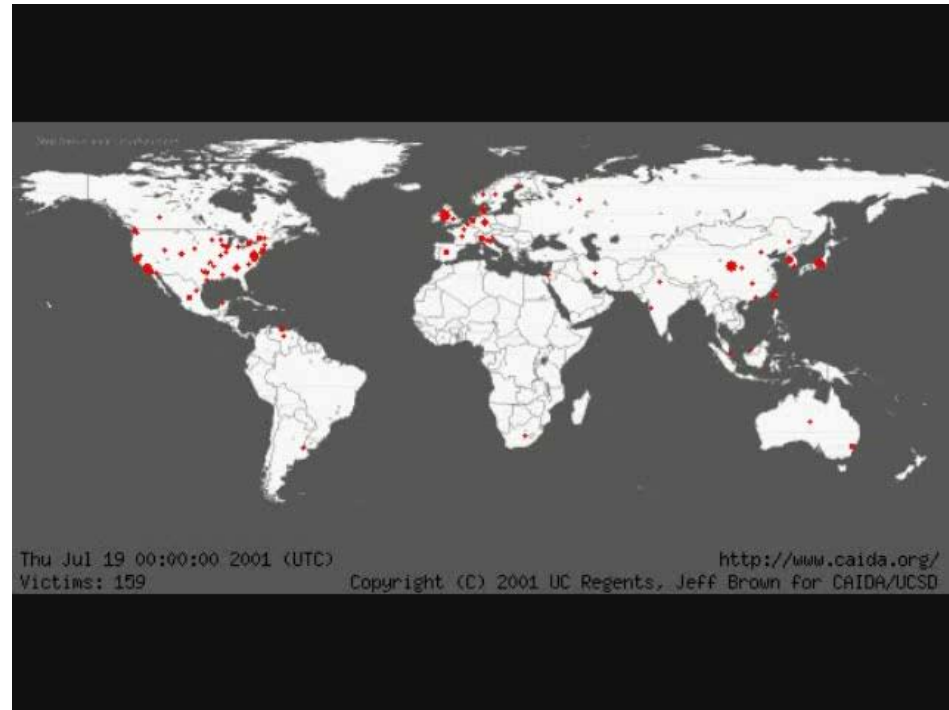 Thu Jul 19 00:00:00 2001 (UTC)
Victims: 159
http://www.caida.org/
Copyright (C) 2001 UC Regents, Jeff Brown for CAIDA/UCSD